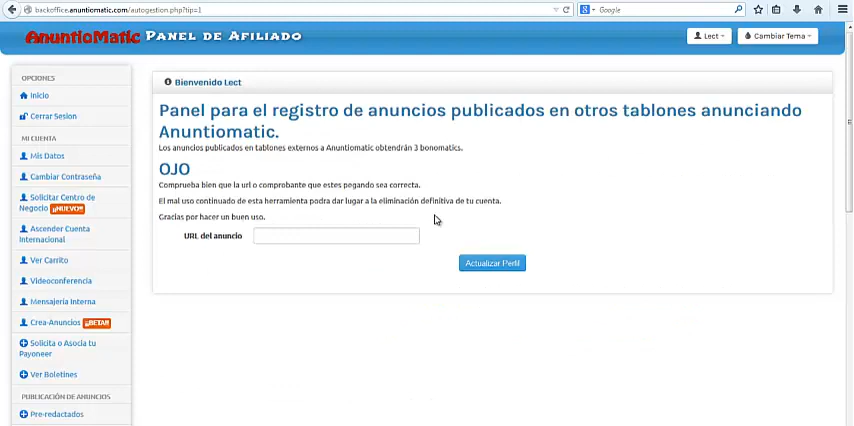 backoffice.anuntiomatic.com/autogestion.php?tip=1
Google
AnuntioMatic PANEL DE AFILIADO
Lect
Cambiar Tema
OPCIONES
Inicio
Cerrar Sesion
MI CUENTA
Mis Datos
Cambiar Contraseña
Solicitar Centro de
Negocio ¡¡NUEVO!!
Ascender Cuenta
Internacional
Ver Carrito
Videoconferencia
Mensajería Interna
Crea-Anuncios ¡¡BETA!!
Solicita o Asocia tu
Payoneer
Ver Boletines
PUBLICACIÓN DE ANUNCIOS
Pre-redactados
Bienvenido Lect
Panel para el registro de anuncios publicados en otros tablones anunciando
Anuntiomatic.
Los anuncios publicados en tablones externos a Anuntiomatic obtendrán 3 bonomatics.
OJO
Comprueba bien que la url o comprobante que estes pegando sea correcta.
El mal uso continuado de esta herramienta podra dar lugar a la eliminación definitiva de tu cuenta.
Gracias por hacer un buen uso.
URL del anuncio
Actualizar Perfil